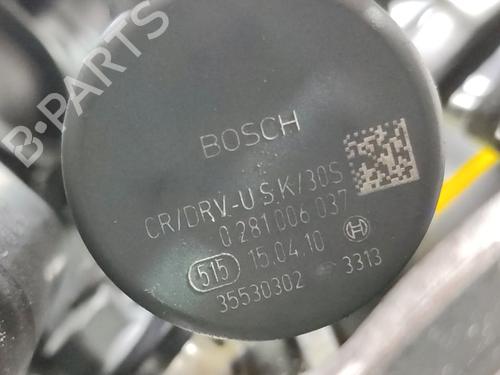 B-PARTS
BOSCH
CR/DRV-U S.K/30S
0 281 006 037
515 15.04.10
35530302 3313